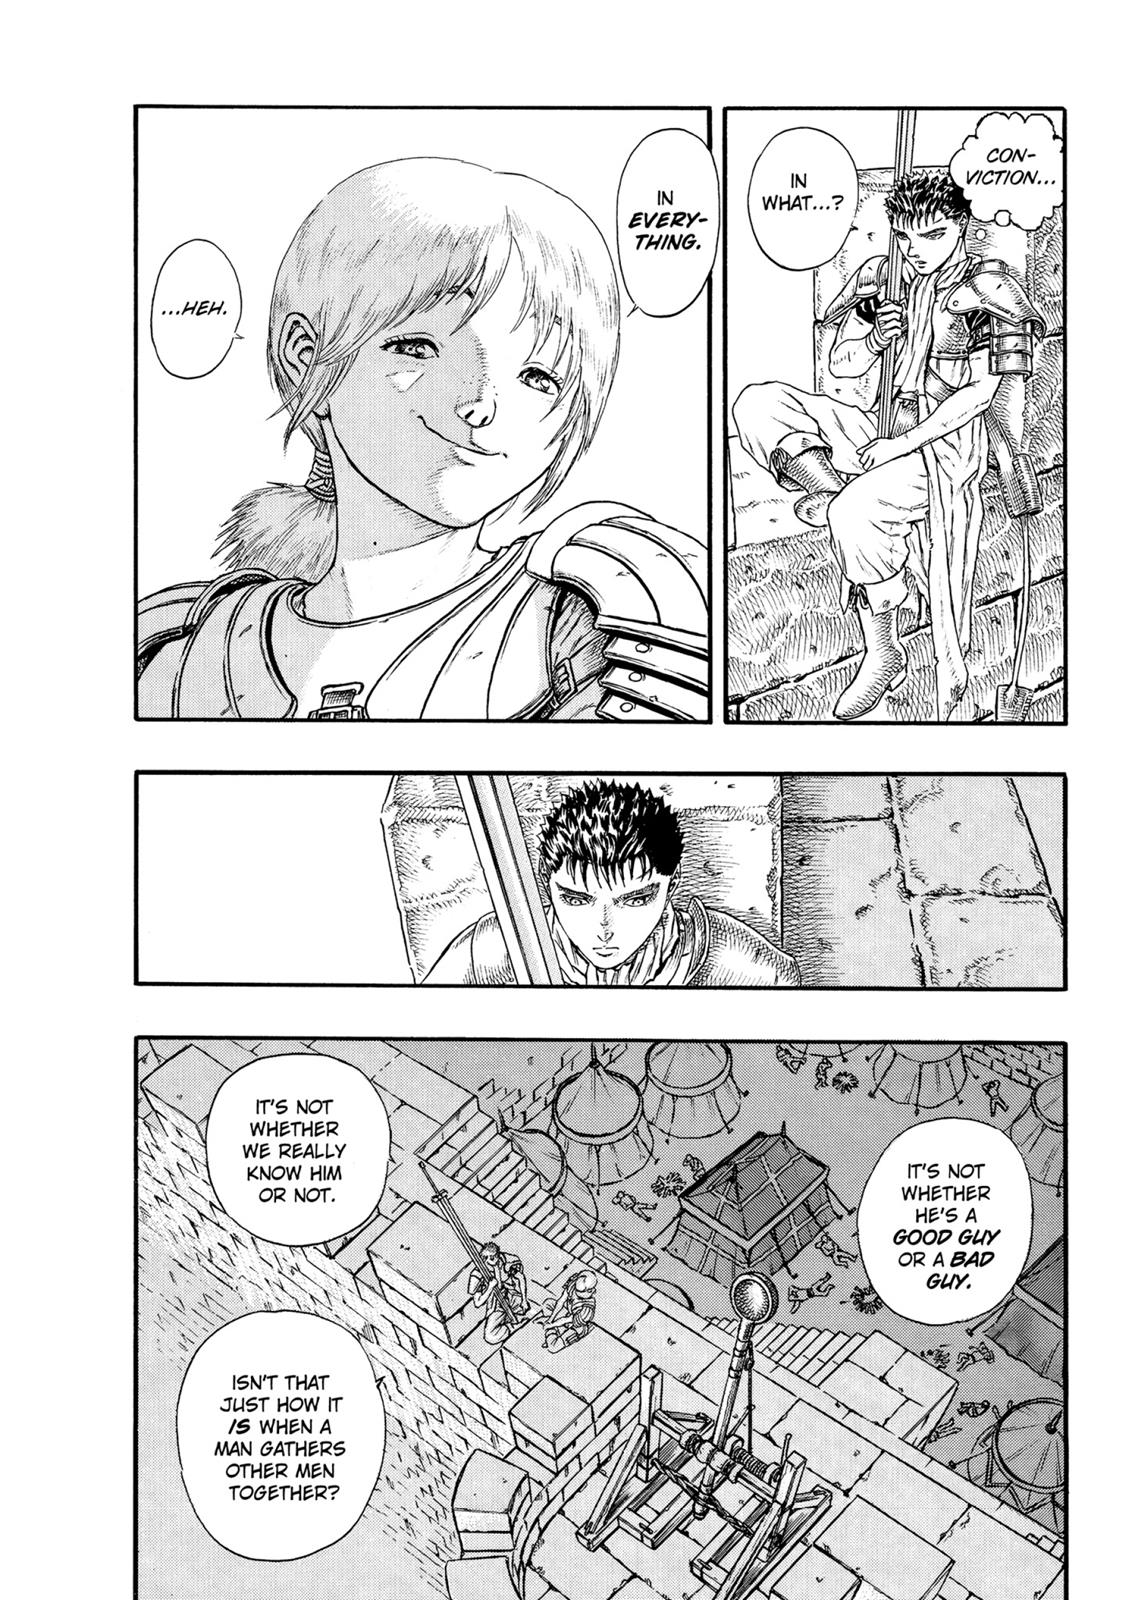 CON-
VICTION...
IN
WHAT...?
IN
EVERY-
THING.
...HEH.
IT'S NOT
WHETHER
HE'S A
GOOD GUY
OR A BAD
GUY.
IT'S NOT
WHETHER
WE REALLY
KNOW HIM
OR NOT.
ISN'T THAT
JUST HOW IT
IS WHEN A
MAN GATHERS
OTHER MEN
TOGETHER?